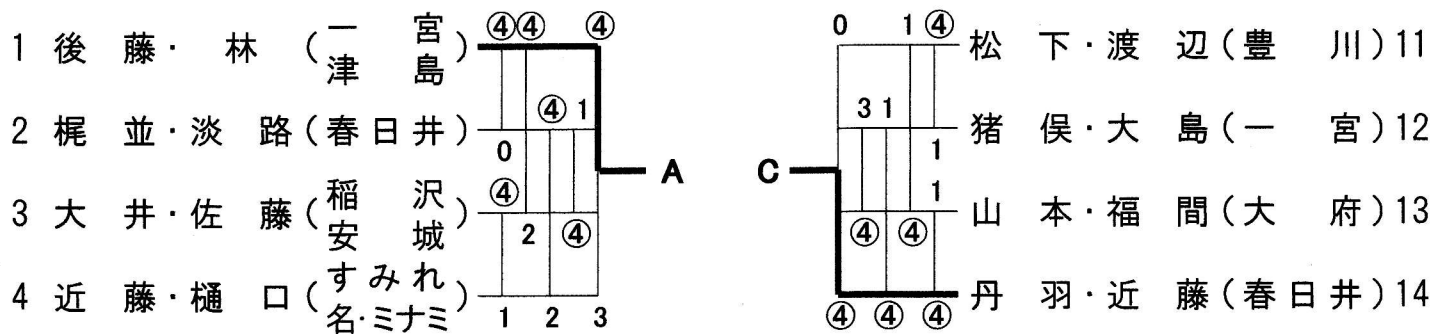 ④④ ④
1 後藤・林(一宮 津島)
④ 1
2 梶並・淡路(春日井)
0
A
④
3 大井・佐藤(稲沢 安城)
2 ④
4 近藤・樋口(すみれ 名・ミナミ)
1 2 3
0 1 ④
松下・渡辺(豊川)11
3 1
猪俣・大島(一宮)12
1
C
1
山本・福間(大府)13
④ ④
丹羽・近藤(春日井)14
④ ④ ④